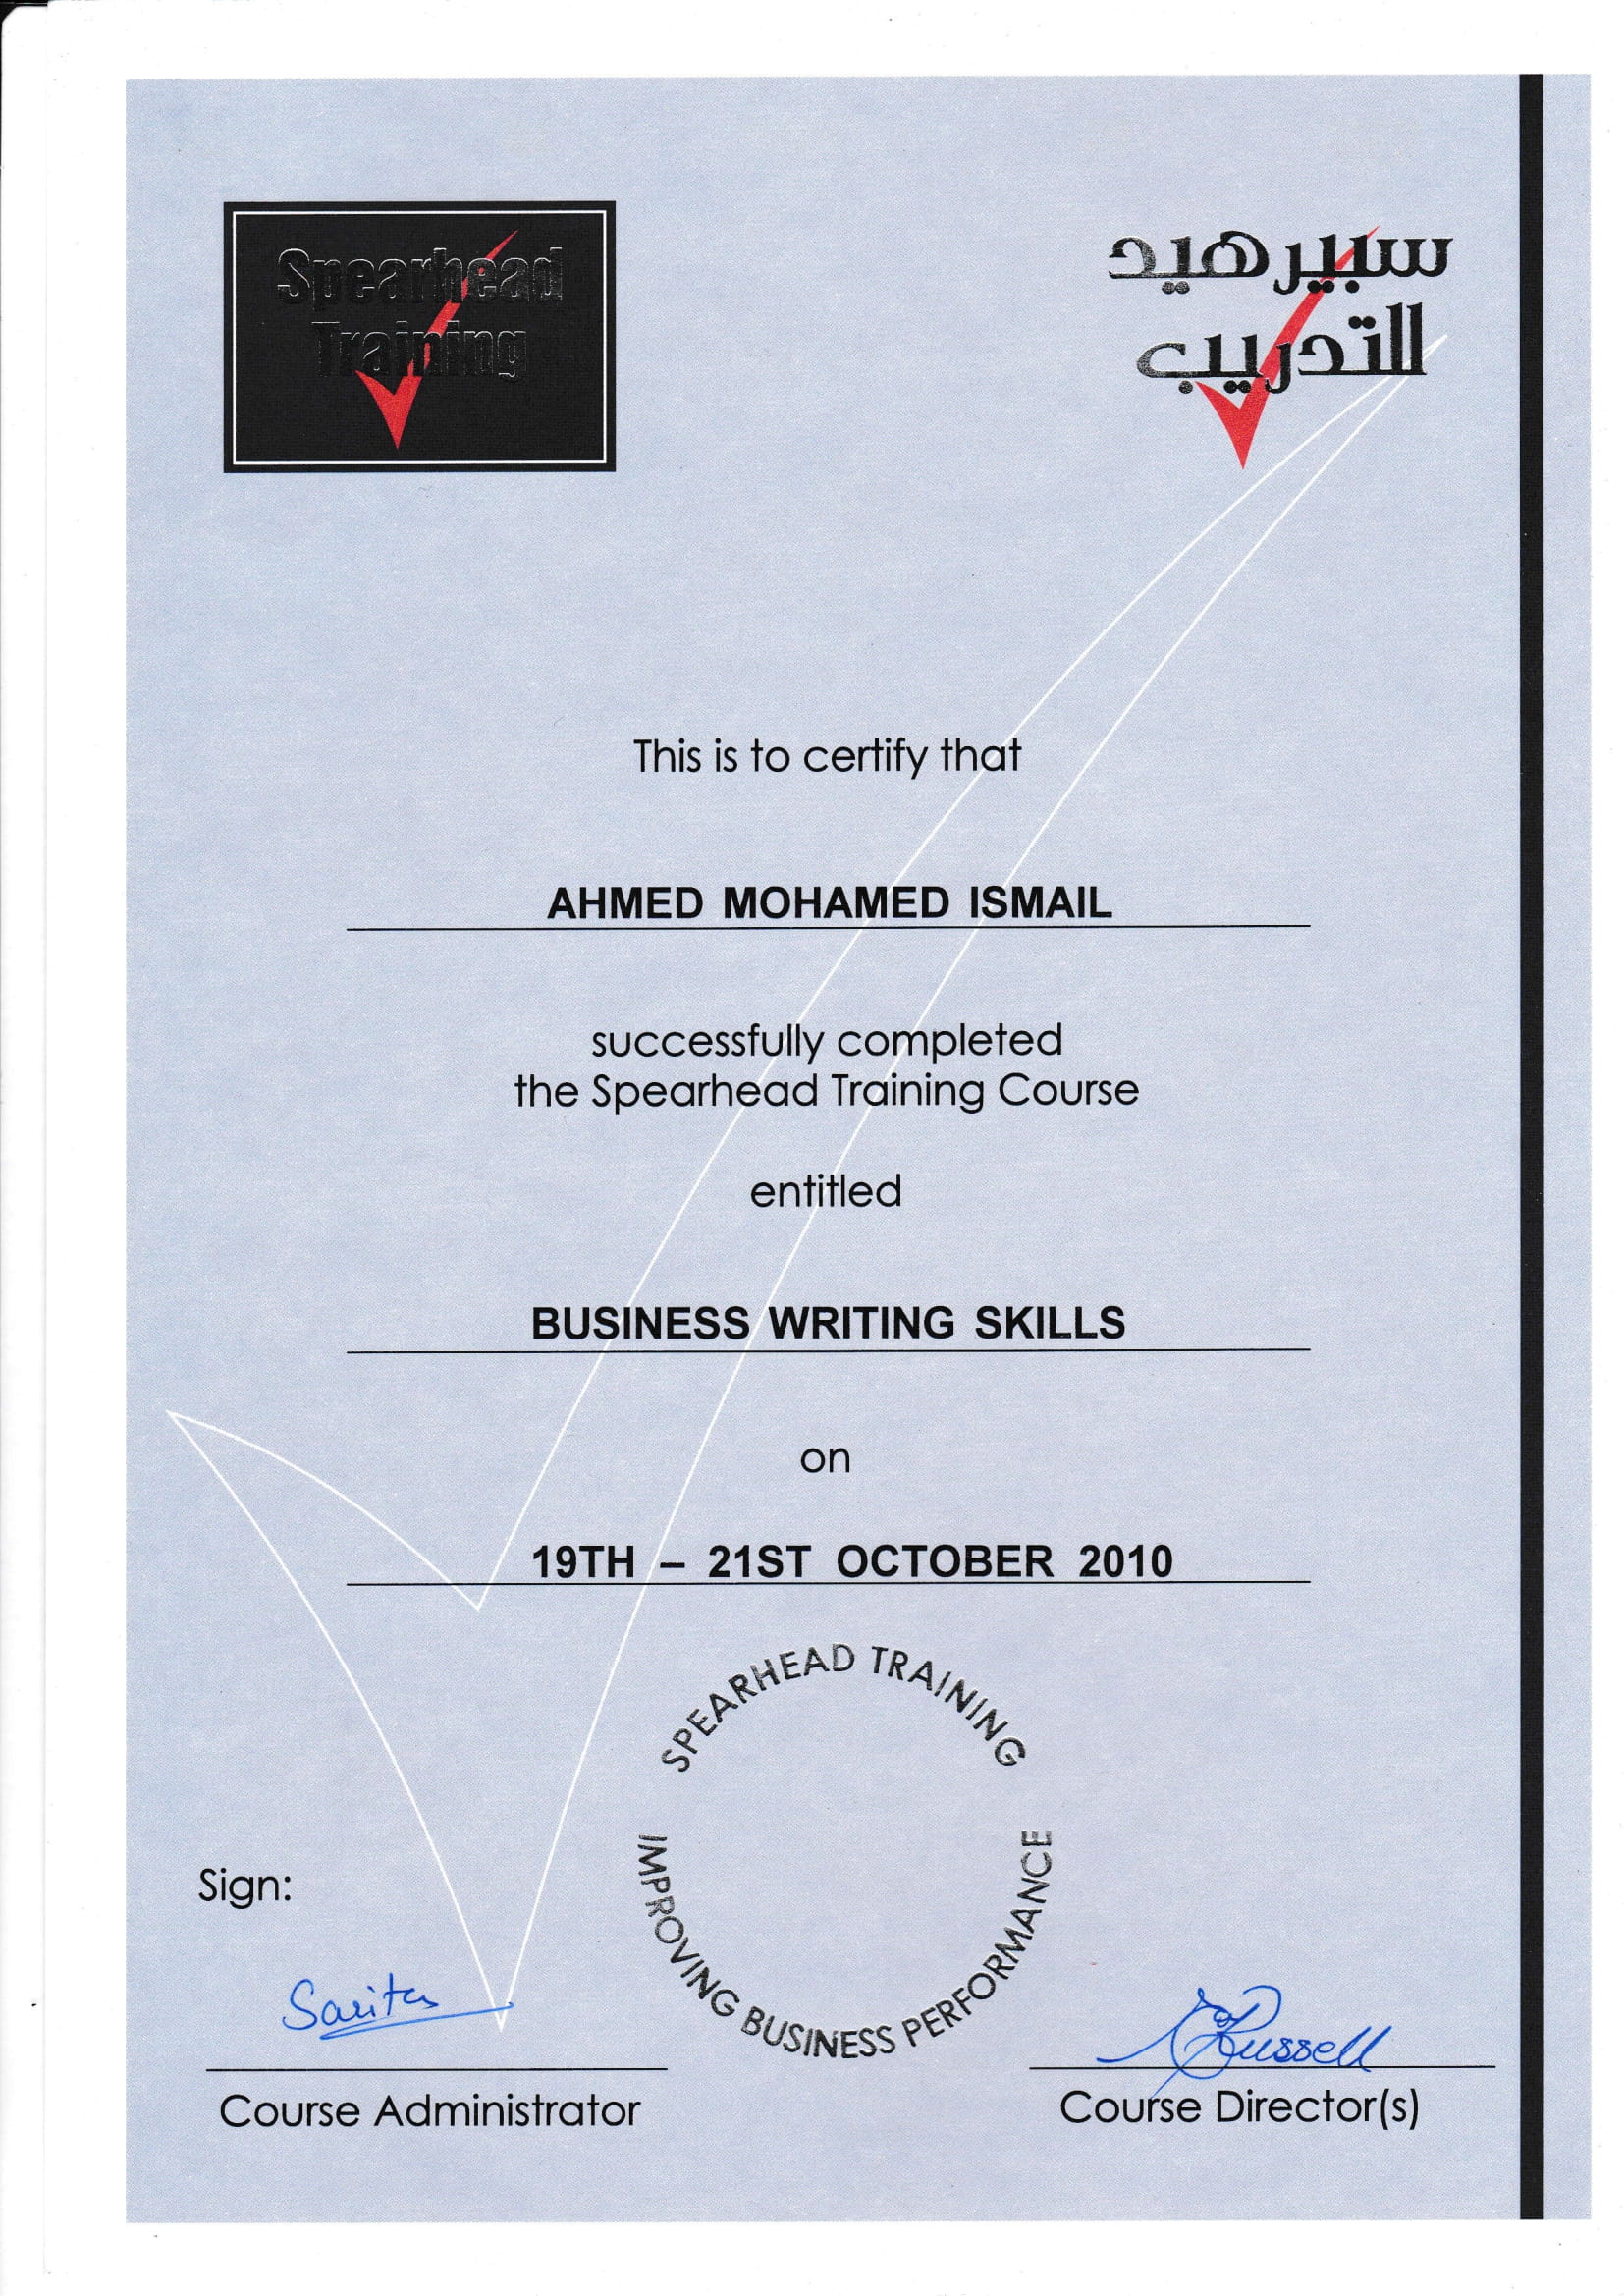 Spearhead
Training
سبيرهيد
للتدريب
This is to certify that
AHMED MOHAMED ISMAIL
successfully completed
the Spearhead Training Course
entitled
BUSINESS WRITING SKILLS
on
19TH – 21ST OCTOBER 2010
SPEARHEAD TRAINING
IMPROVING BUSINESS PERFORMANCE
Sign:
Sarita
Russell
Course Administrator
Course Director(s)